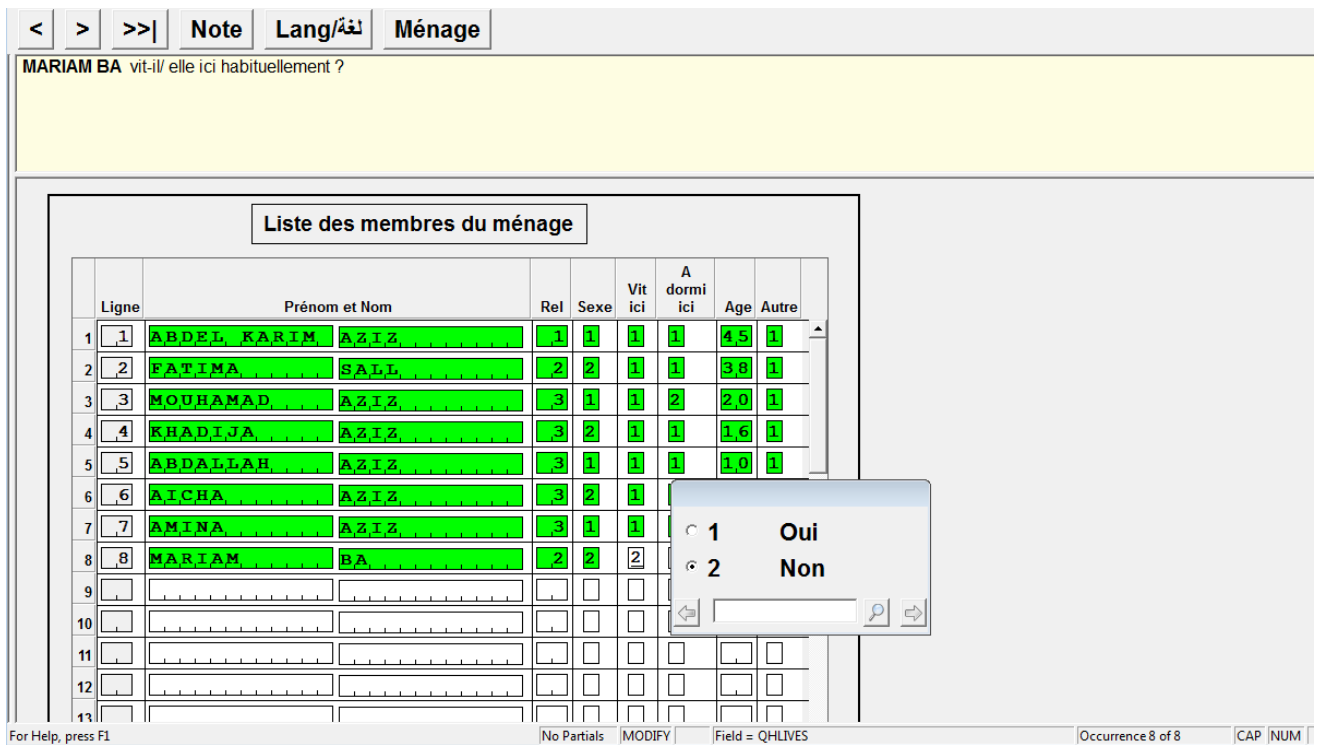 < > >>| Note Lang/لغة Ménage
MARIAM BA vit-il/ elle ici habituellement ?
Liste des membres du ménage
Ligne Prénom et Nom Rel Sexe Vit ici A dormi ici Age Autre
1 1 ABDEL KARIM AZIZ 1 1 1 1 45 1
2 2 FATIMA SALL 2 2 1 1 38 1
3 3 MOUHAMAD AZIZ 3 1 1 2 20 1
4 4 KHADIJA AZIZ 3 2 1 1 16 1
5 5 ABDALLAH AZIZ 3 1 1 1 10 1
6 6 AICHA AZIZ 3 2 1
7 7 AMINA AZIZ 3 1 1
8 8 MARIAM BA 2 2 2
9
10
11
12
13
1 Oui
2 Non
For Help, press F1 No Partials MODIFY Field = QHLIVES Occurrence 8 of 8 CAP NUM